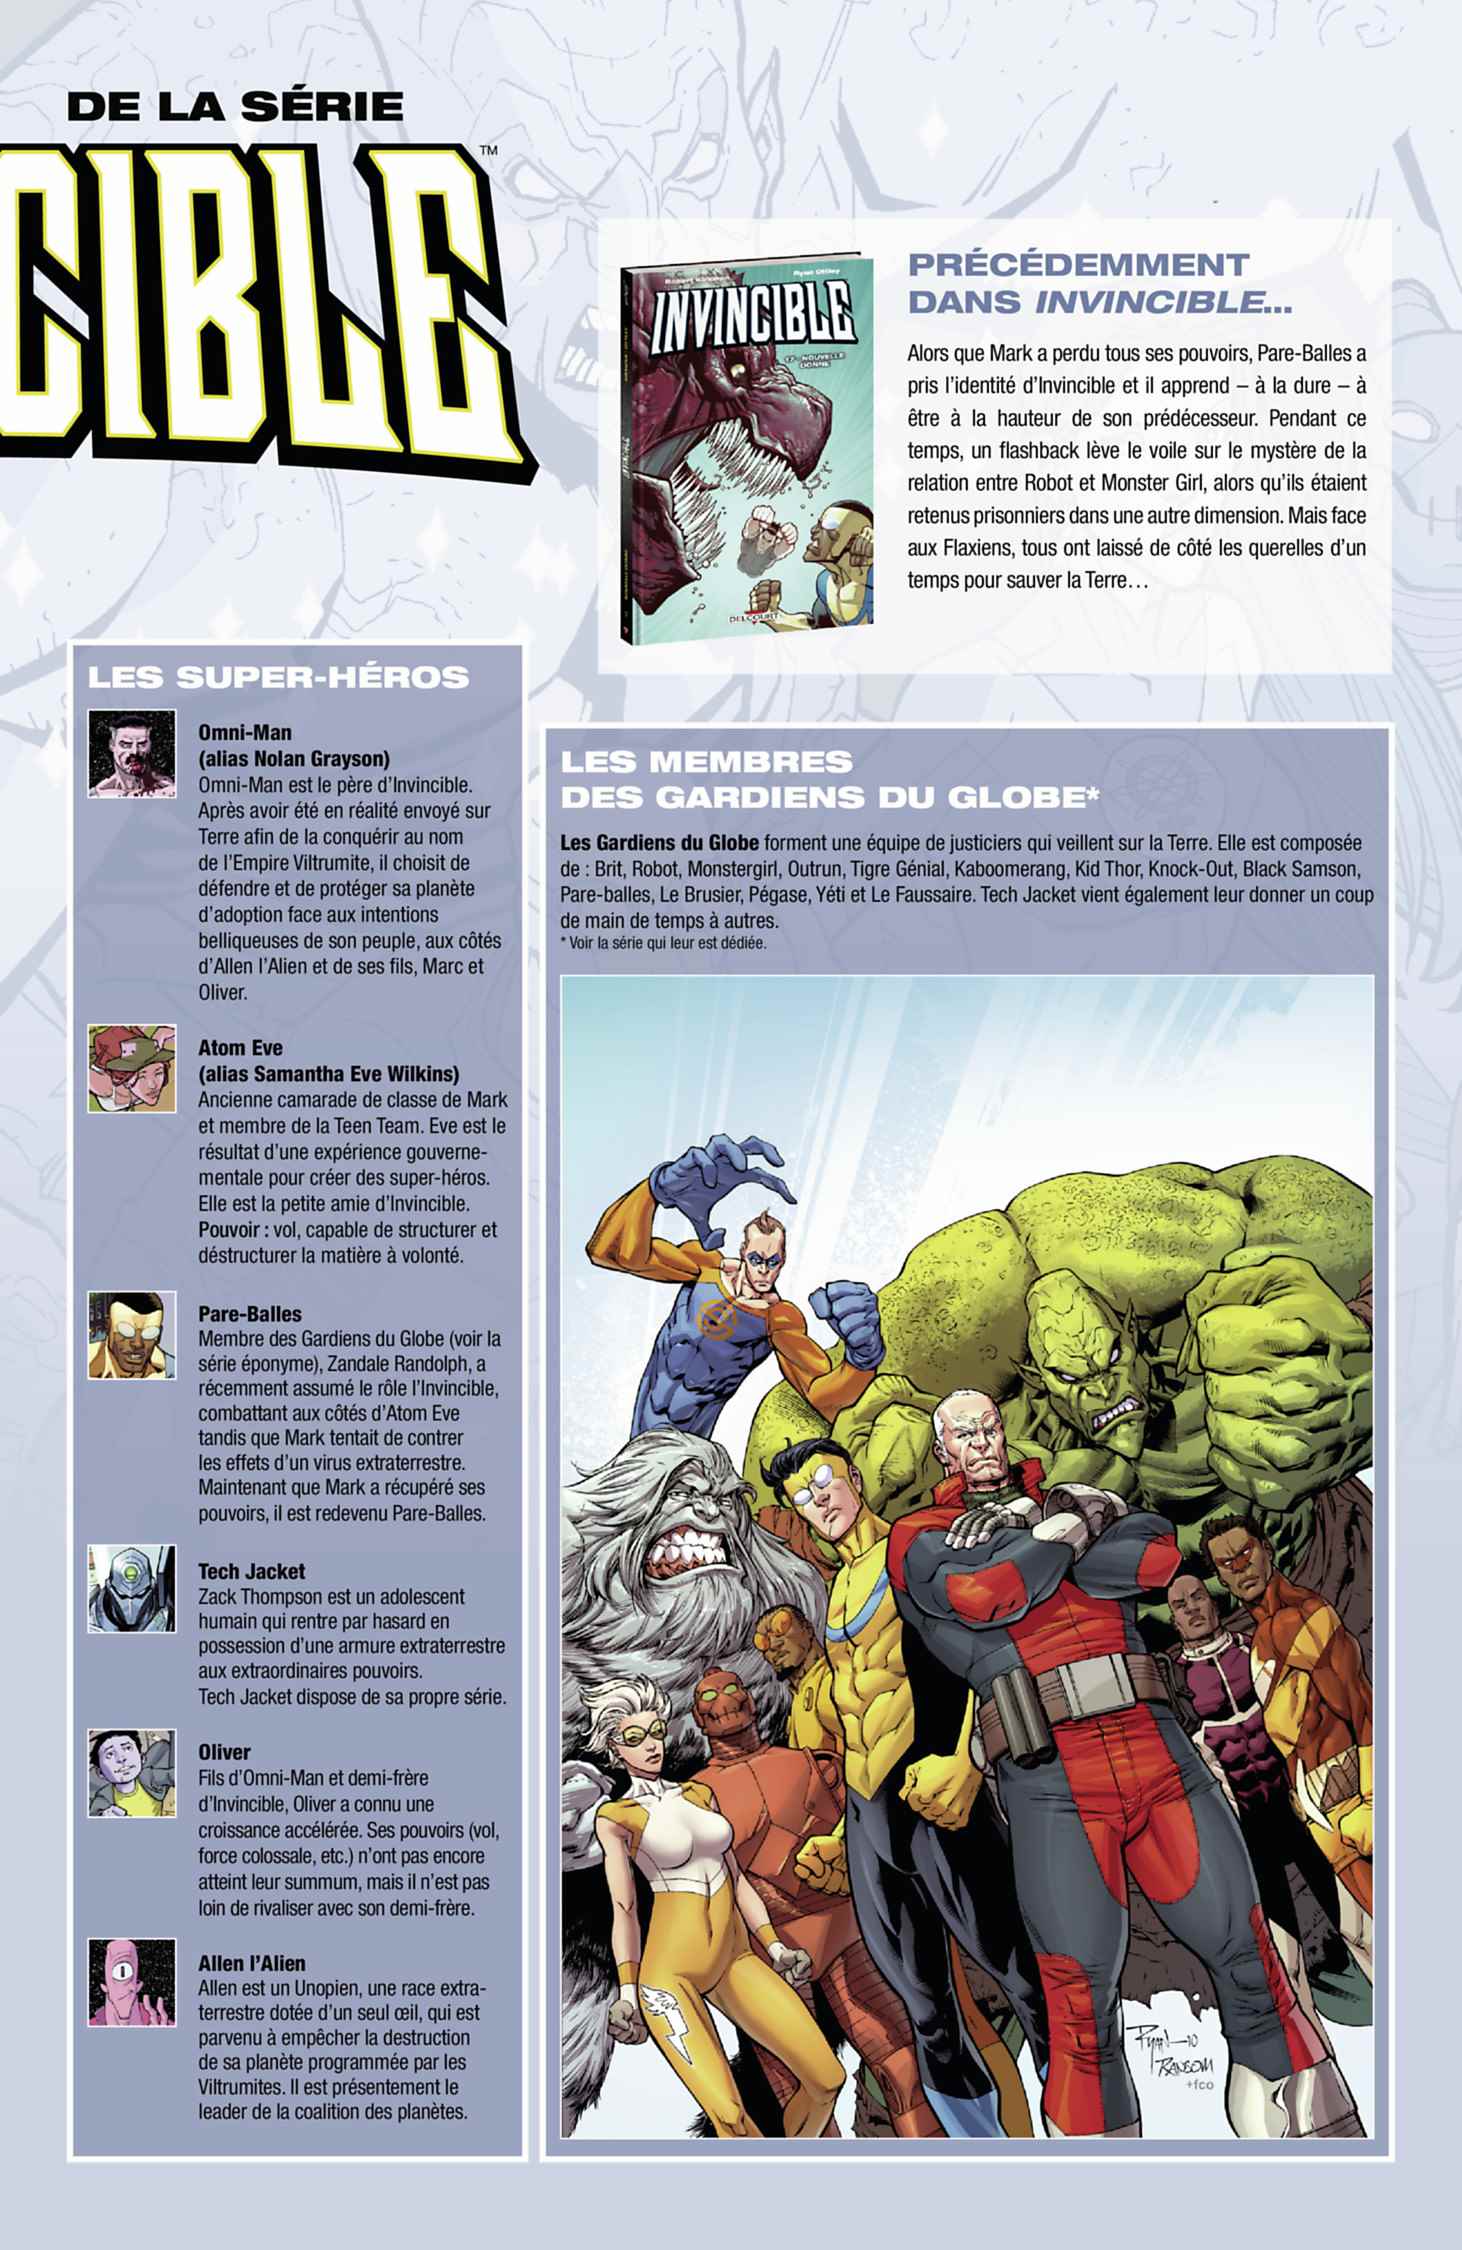 DE LA SÉRIE
CIBLE™
INVINCIBLE
Ryan Ottley
17 - NOUVELLE
DONNE
DELCOURT
PRÉCÉDEMMENT
DANS INVINCIBLE...
Alors que Mark a perdu tous ses pouvoirs, Pare-Balles a
pris l’identité d’Invincible et il apprend – à la dure – à
être à la hauteur de son prédécesseur. Pendant ce
temps, un flashback lève le voile sur le mystère de la
relation entre Robot et Monster Girl, alors qu’ils étaient
retenus prisonniers dans une autre dimension. Mais face
aux Flaxiens, tous ont laissé de côté les querelles d’un
temps pour sauver la Terre…
LES SUPER-HÉROS
Omni-Man
(alias Nolan Grayson)
Omni-Man est le père d’Invincible.
Après avoir été en réalité envoyé sur
Terre afin de la conquérir au nom
de l’Empire Viltrumite, il choisit de
défendre et de protéger sa planète
d’adoption face aux intentions
belliqueuses de son peuple, aux côtés
d’Allen l’Alien et de ses fils, Marc et
Oliver.
Atom Eve
(alias Samantha Eve Wilkins)
Ancienne camarade de classe de Mark
et membre de la Teen Team. Eve est le
résultat d’une expérience gouverne-
mentale pour créer des super-héros.
Elle est la petite amie d’Invincible.
Pouvoir : vol, capable de structurer et
déstructurer la matière à volonté.
Pare-Balles
Membre des Gardiens du Globe (voir la
série éponyme), Zandale Randolph, a
récemment assumé le rôle l’Invincible,
combattant aux côtés d’Atom Eve
tandis que Mark tentait de contrer
les effets d’un virus extraterrestre.
Maintenant que Mark a récupéré ses
pouvoirs, il est redevenu Pare-Balles.
Tech Jacket
Zack Thompson est un adolescent
humain qui rentre par hasard en
possession d’une armure extraterrestre
aux extraordinaires pouvoirs.
Tech Jacket dispose de sa propre série.
Oliver
Fils d’Omni-Man et demi-frère
d’Invincible, Oliver a connu une
croissance accélérée. Ses pouvoirs (vol,
force colossale, etc.) n’ont pas encore
atteint leur summum, mais il n’est pas
loin de rivaliser avec son demi-frère.
Allen l’Alien
Allen est un Unopien, une race extra-
terrestre dotée d’un seul œil, qui est
parvenu à empêcher la destruction
de sa planète programmée par les
Viltrumites. Il est présentement le
leader de la coalition des planètes.
LES MEMBRES
DES GARDIENS DU GLOBE*
Les Gardiens du Globe forment une équipe de justiciers qui veillent sur la Terre. Elle est composée
de : Brit, Robot, Monstergirl, Outrun, Tigre Génial, Kaboomerang, Kid Thor, Knock-Out, Black Samson,
Pare-balles, Le Brusier, Pégase, Yéti et Le Faussaire. Tech Jacket vient également leur donner un coup
de main de temps à autres.
* Voir la série qui leur est dédiée.
RYAN—10
RANSOM
+fco